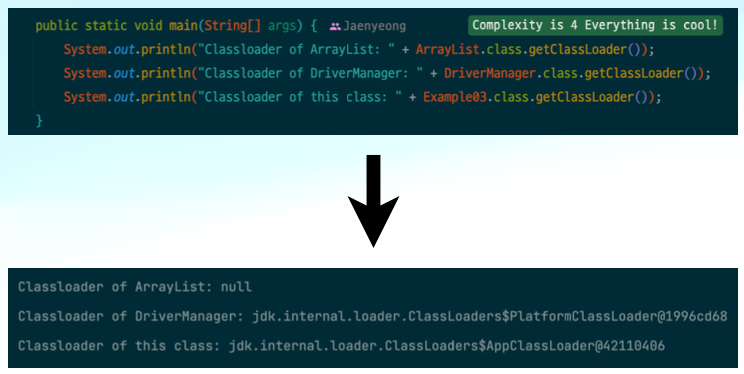 public static void main(String[] args) { Jaenyeong Complexity is 4 Everything is cool!
System.out.println("Classloader of ArrayList: " + ArrayList.class.getClassLoader());
System.out.println("Classloader of DriverManager: " + DriverManager.class.getClassLoader());
System.out.println("Classloader of this class: " + Example03.class.getClassLoader());
}
Classloader of ArrayList: null
Classloader of DriverManager: jdk.internal.loader.ClassLoaders$PlatformClassLoader@1996cd68
Classloader of this class: jdk.internal.loader.ClassLoaders$AppClassLoader@42110406